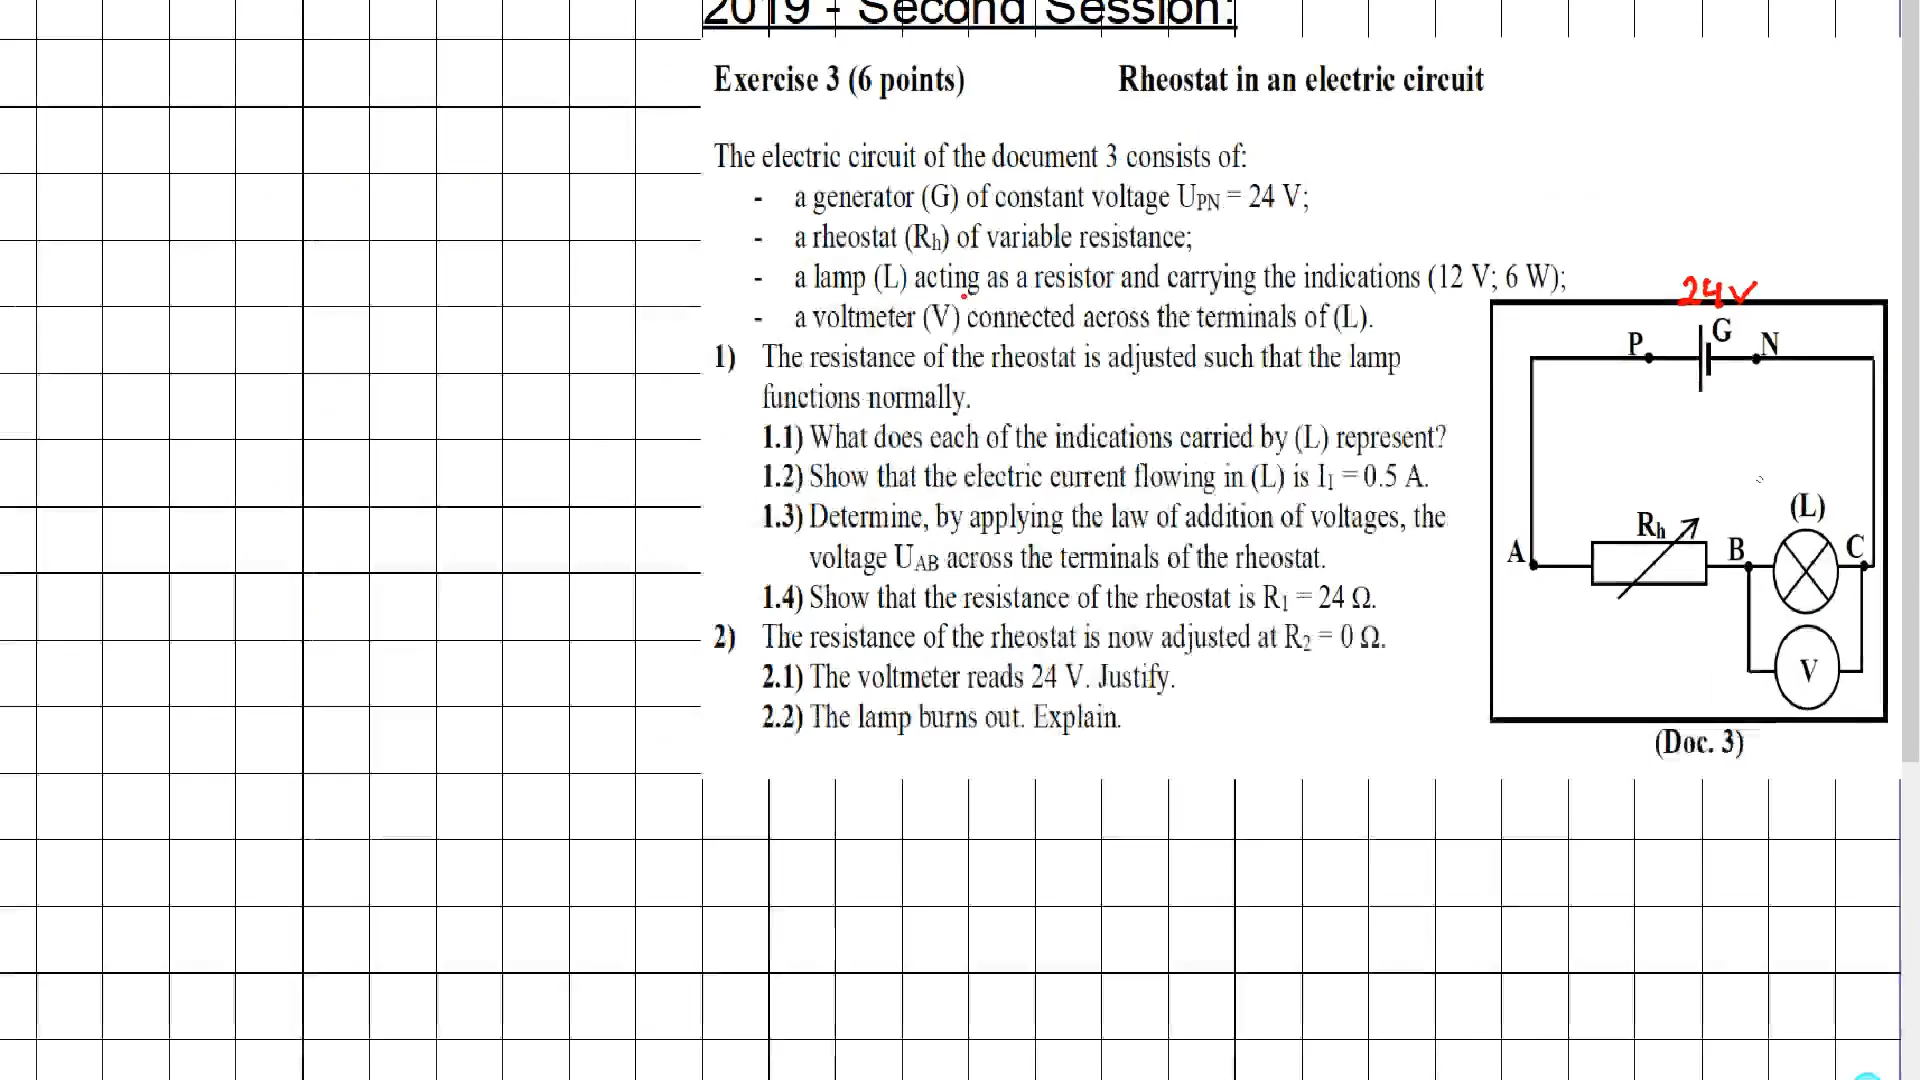 2019 - Second Session:
Exercise 3 (6 points) Rheostat in an electric circuit
The electric circuit of the document 3 consists of:
- a generator (G) of constant voltage UPN = 24 V;
- a rheostat (Rh) of variable resistance;
- a lamp (L) acting as a resistor and carrying the indications (12 V; 6 W);
- a voltmeter (V) connected across the terminals of (L).
1) The resistance of the rheostat is adjusted such that the lamp
functions normally.
1.1) What does each of the indications carried by (L) represent?
1.2) Show that the electric current flowing in (L) is I1 = 0.5 A.
1.3) Determine, by applying the law of addition of voltages, the
voltage UAB across the terminals of the rheostat.
1.4) Show that the resistance of the rheostat is R1 = 24 Ω.
2) The resistance of the rheostat is now adjusted at R2 = 0 Ω.
2.1) The voltmeter reads 24 V. Justify.
2.2) The lamp burns out. Explain.
24V
P G N
(L)
A Rh B C
V
(Doc. 3)